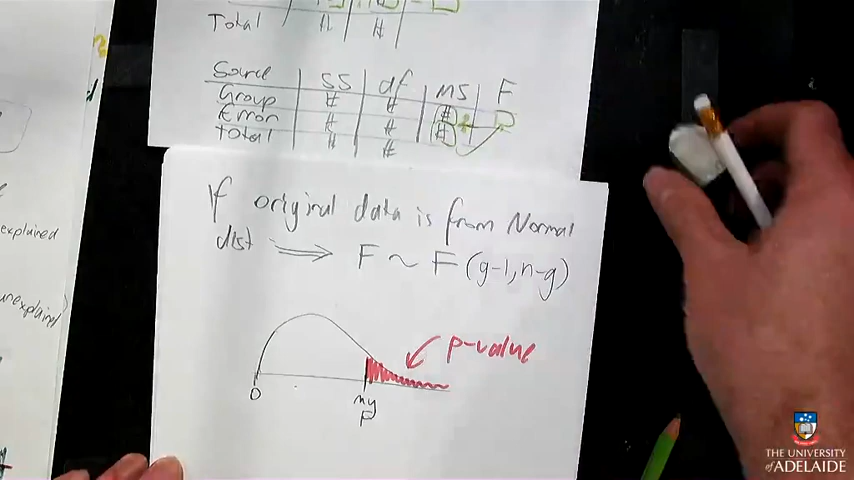 Total # #
Source SS df MS F
Group # # #
Error # # #
Total # #
explained
unexplained
If original data is from Normal
dist ⟹ F ~ F (g-1, n-g)
p-value
0
my
F
THE UNIVERSITY
of ADELAIDE